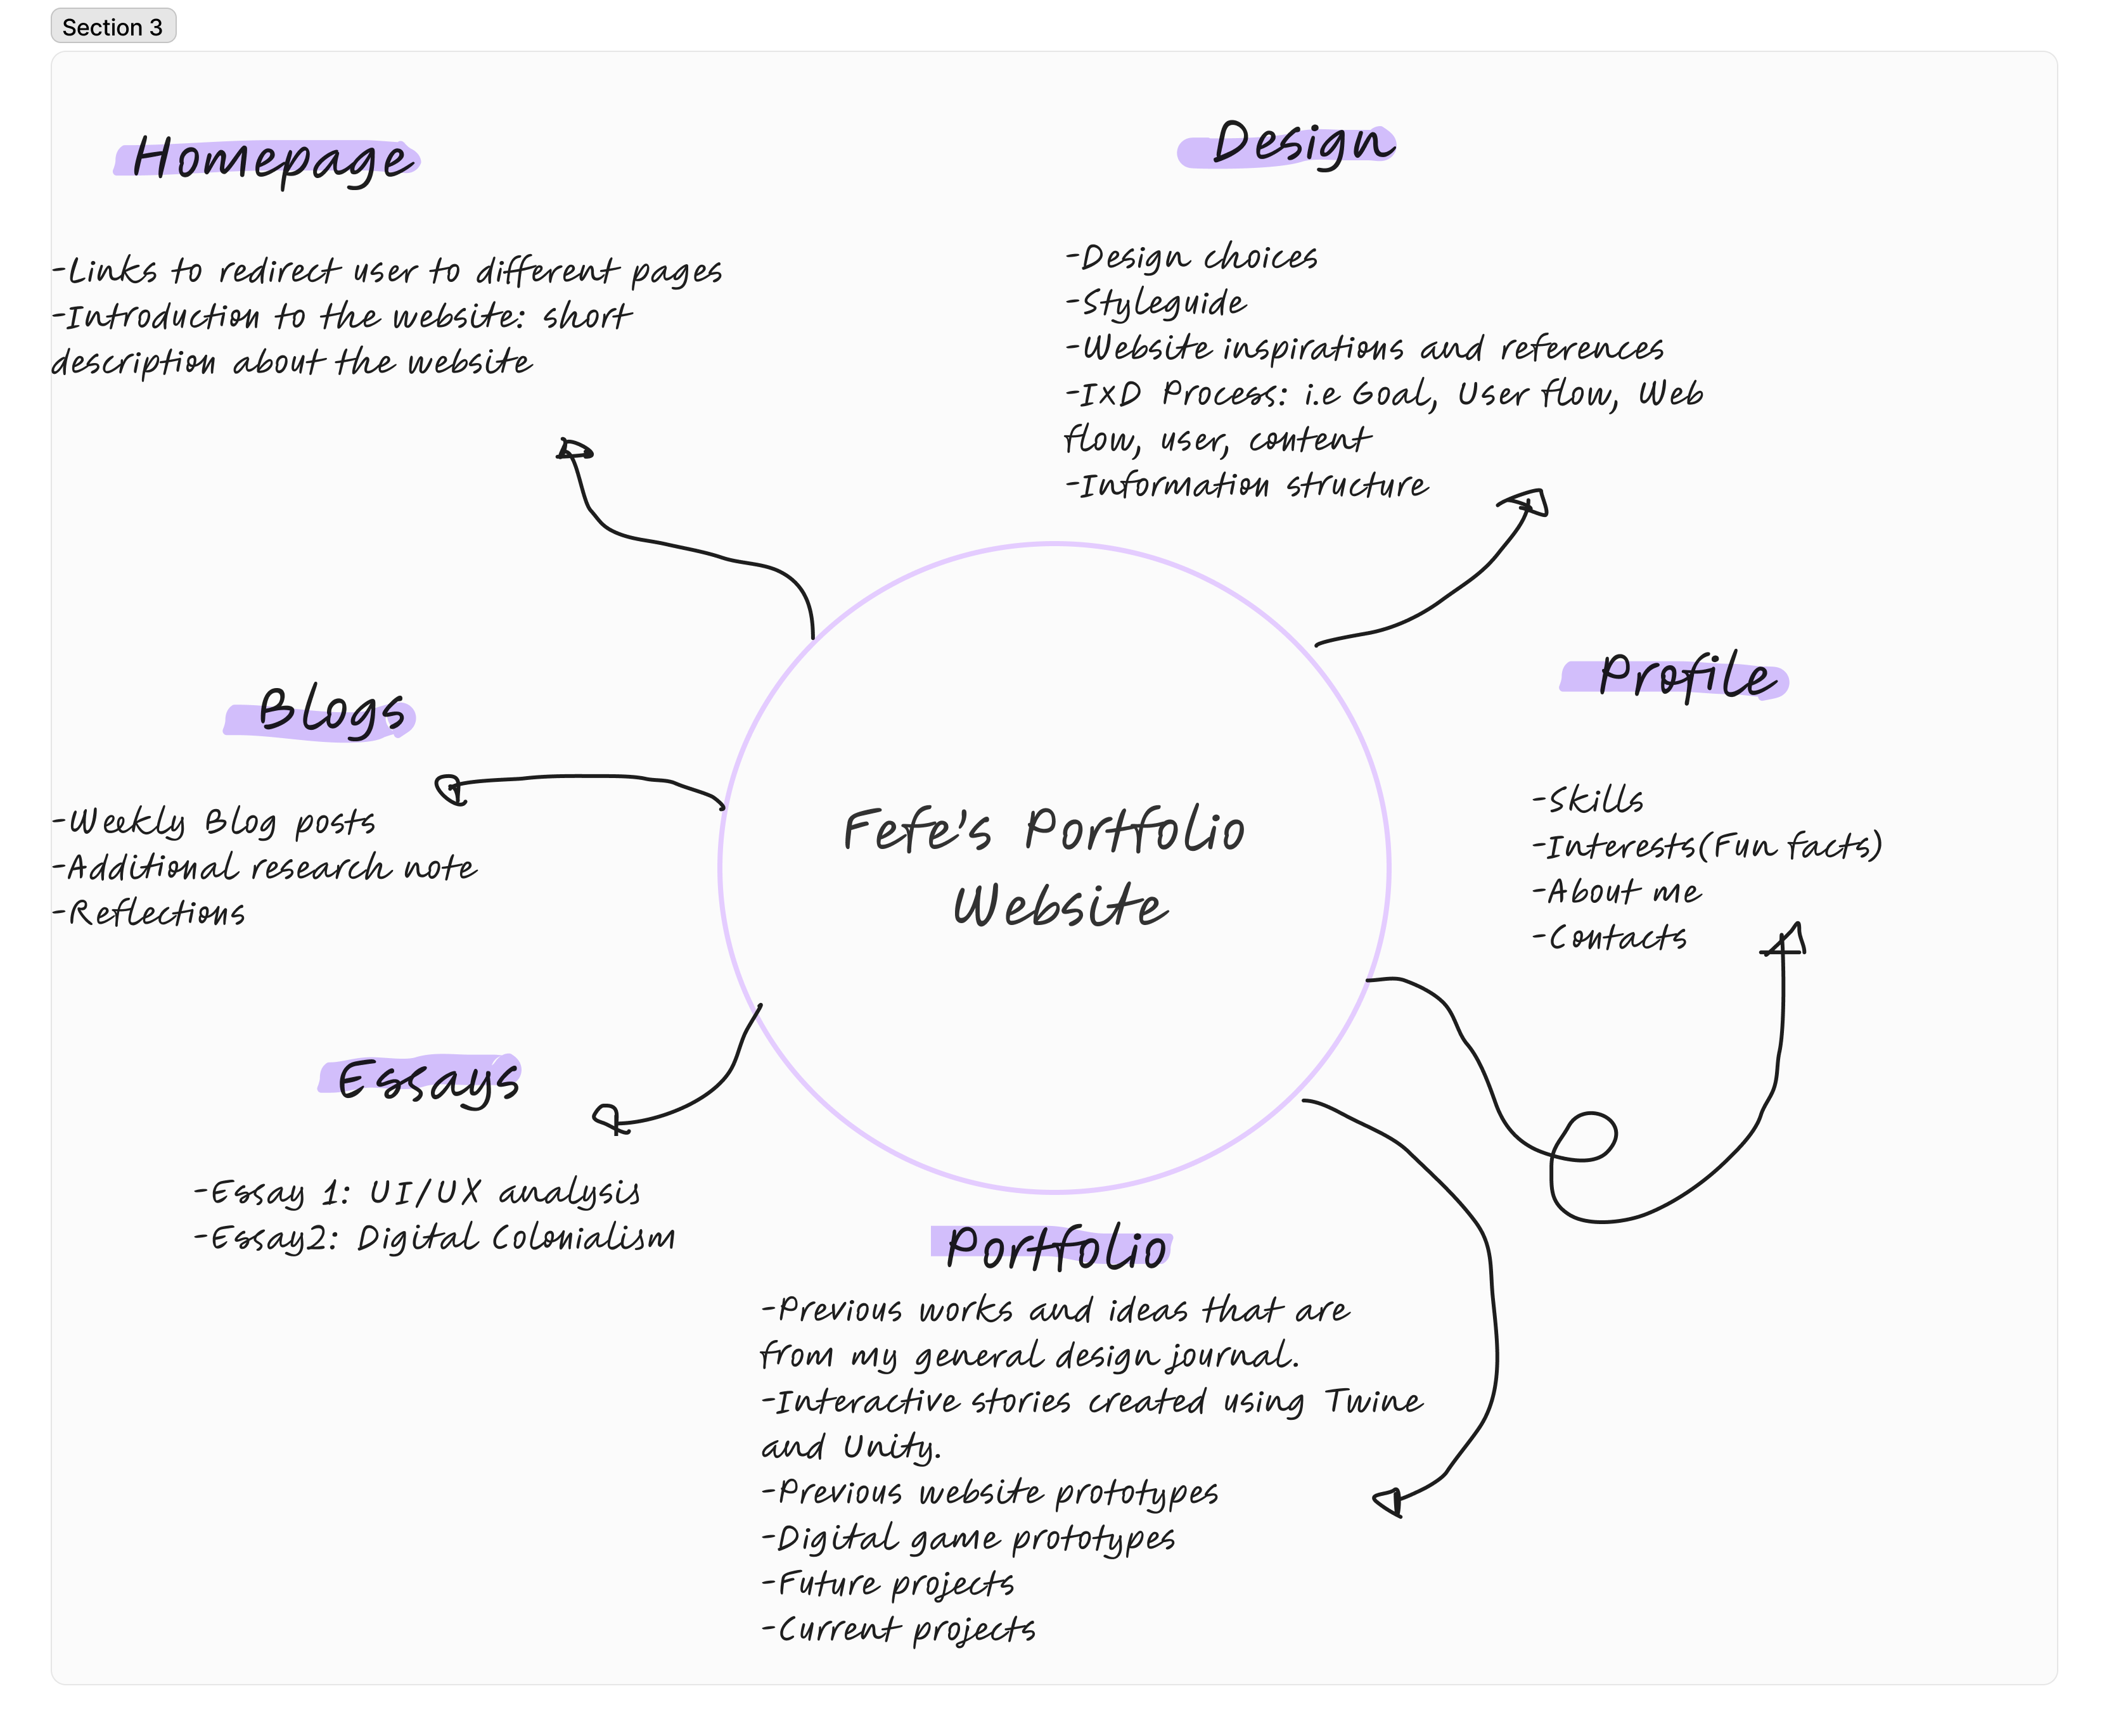 Section 3
Homepage
-Links to redirect user to different pages
-Introduction to the website: short
description about the website
Design
-Design choices
-Styleguide
-Website inspirations and references
-IxD Process: i.e Goal, User flow, Web
flow, user, content
-Information structure
Blogs
-Weekly Blog posts
-Additional research note
-Reflections
Fefe's Portfolio
Website
Profile
-Skills
-Interests(Fun facts)
-About me
-Contacts
Essays
-Essay 1: UI/UX analysis
-Essay2: Digital Colonialism
Portfolio
-Previous works and ideas that are
from my general design journal.
-Interactive stories created using Twine
and Unity.
-Previous website prototypes
-Digital game prototypes
-Future projects
-Current projects